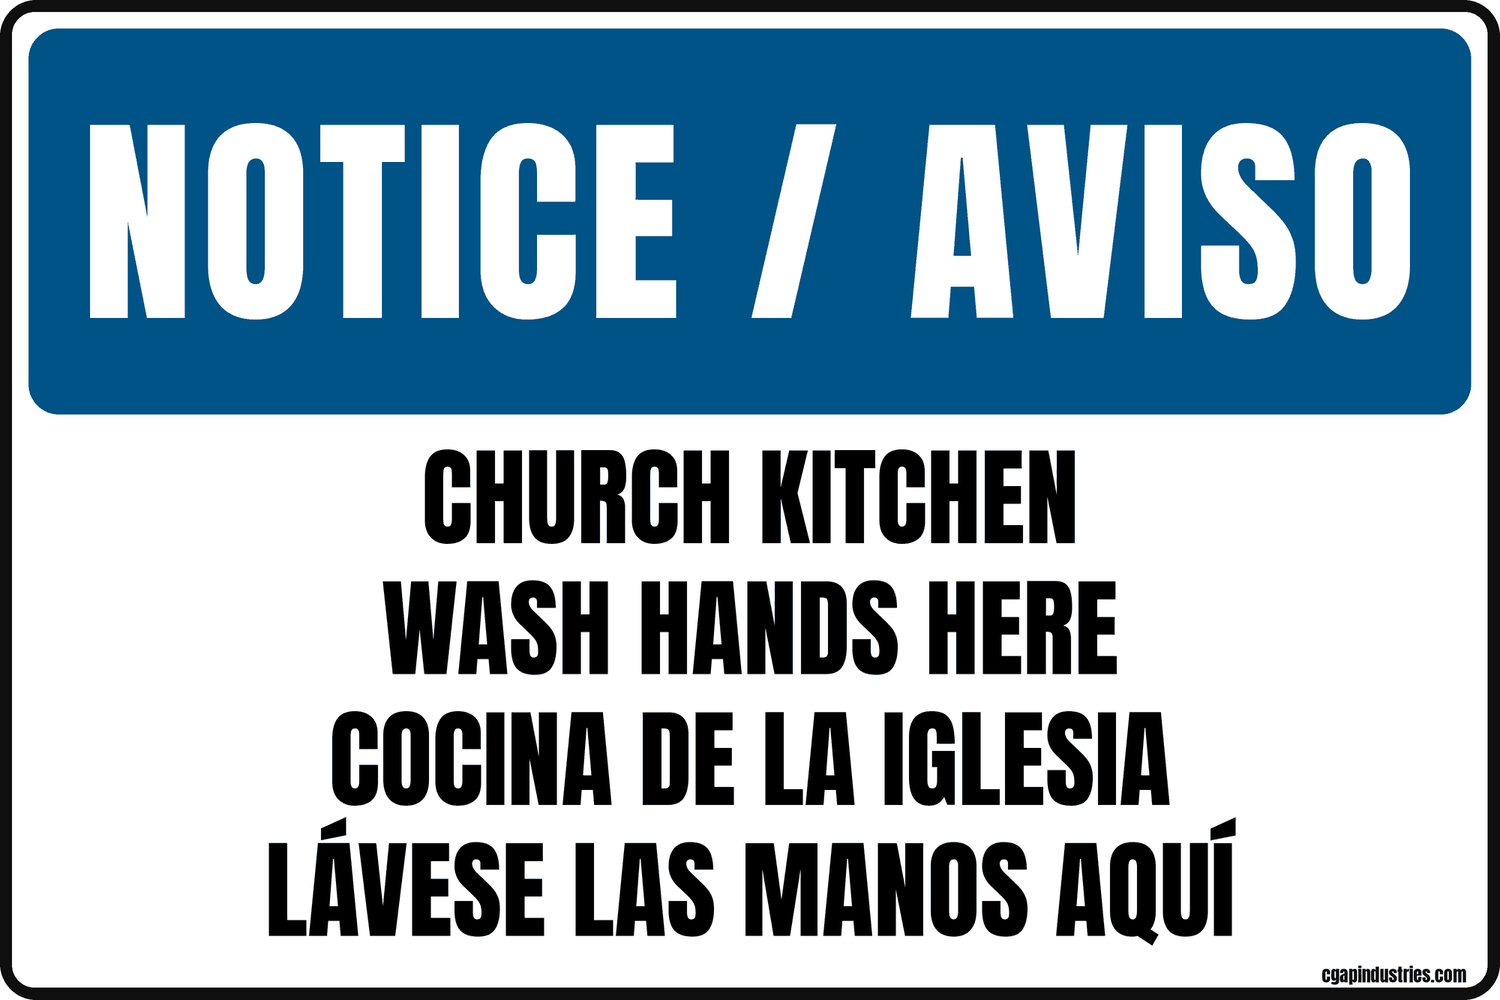 NOTICE / AVISO
CHURCH KITCHEN
WASH HANDS HERE
COCINA DE LA IGLESIA
LÁVESE LAS MANOS AQUÍ
cgapindustries.com